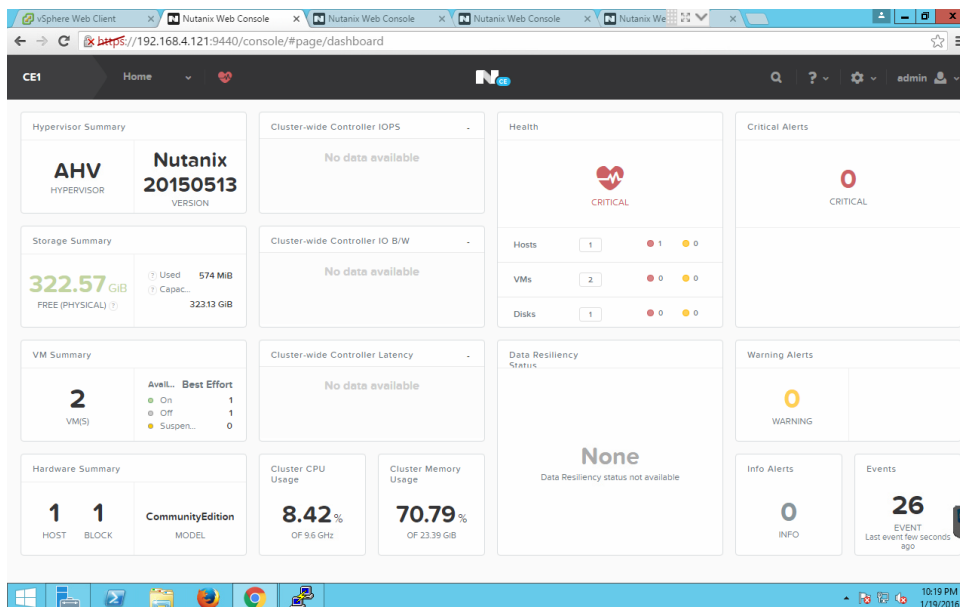 vSphere Web Client
Nutanix Web Console
Nutanix Web Console
Nutanix Web Console
Nutanix We
https://192.168.4.121:9440/console/#page/dashboard
CE1
Home
N CE
?
admin
Hypervisor Summary
AHV
HYPERVISOR
Nutanix
20150513
VERSION
Cluster-wide Controller IOPS -
No data available
Health
CRITICAL
Hosts 1 1 0
VMs 2 0 0
Disks 1 0 0
Critical Alerts
0
CRITICAL
Storage Summary
322.57 GiB
FREE (PHYSICAL) ?
? Used 574 MiB
? Capac...
323.13 GiB
Cluster-wide Controller IO B/W -
No data available
VM Summary
2
VM(S)
Avail... Best Effort
On 1
Off 1
Suspen... 0
Cluster-wide Controller Latency -
No data available
Data Resiliency
Status
None
Data Resiliency status not available
Warning Alerts
0
WARNING
Hardware Summary
1
HOST
1
BLOCK
CommunityEdition
MODEL
Cluster CPU
Usage
8.42 %
OF 9.6 GHz
Cluster Memory
Usage
70.79 %
OF 23.39 GiB
Info Alerts
0
INFO
Events
26
EVENT
Last event few seconds
ago
10:19 PM
1/19/2016